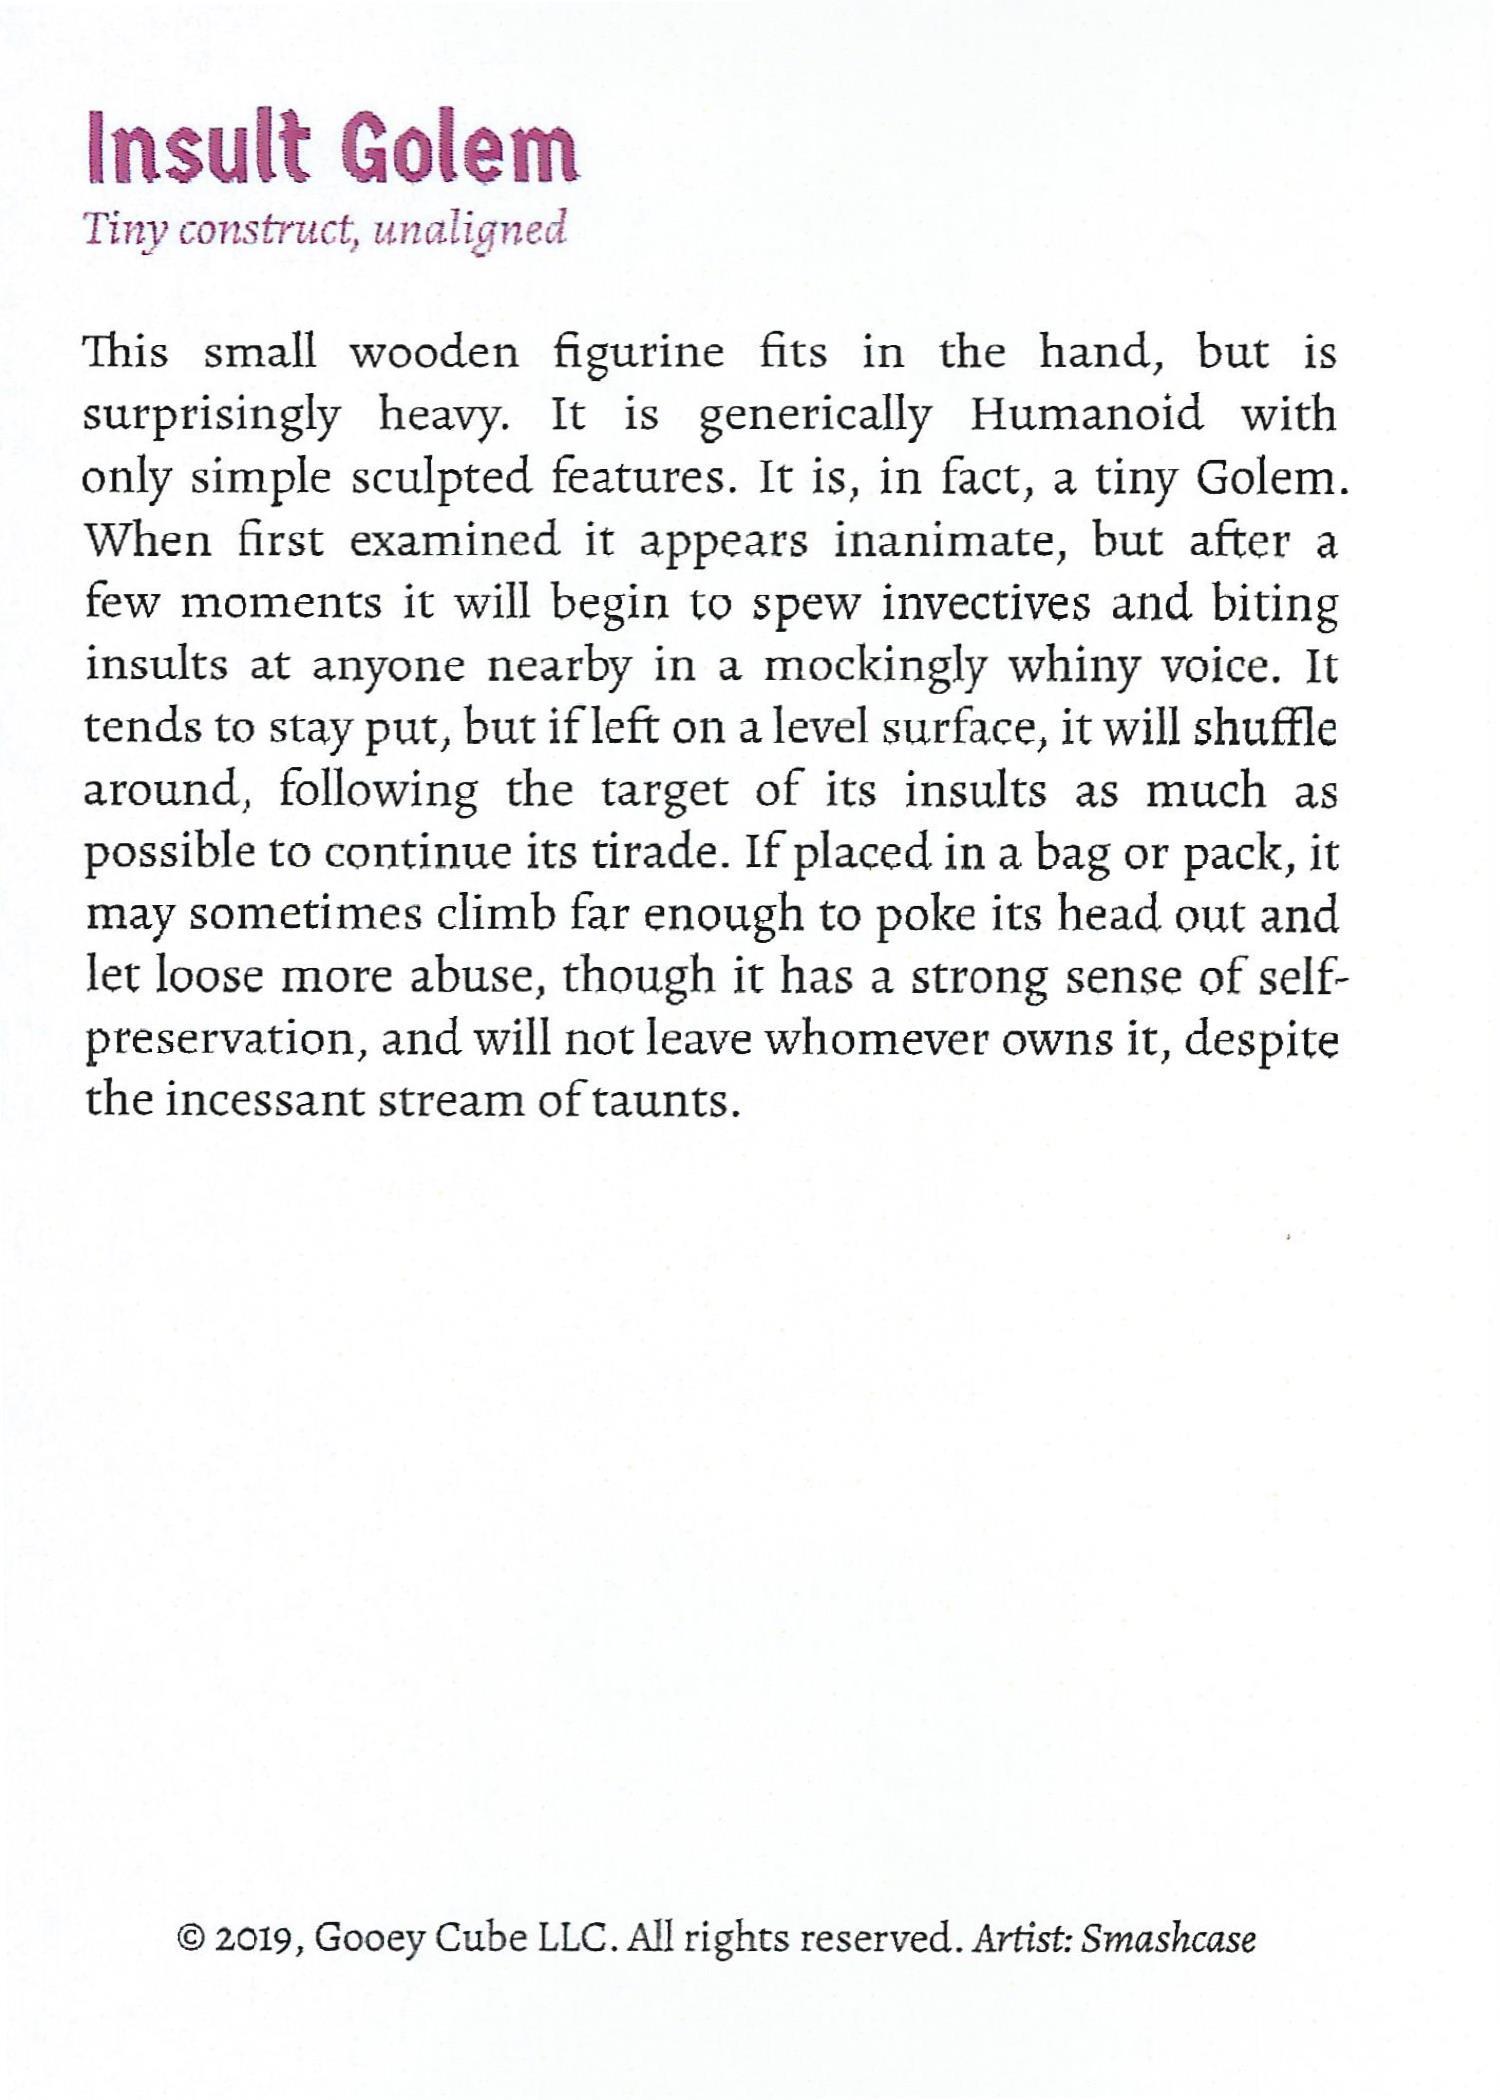 Insult Golem
Tiny construct, unaligned
This small wooden figurine fits in the hand, but is
surprisingly heavy. It is generically Humanoid with
only simple sculpted features. It is, in fact, a tiny Golem.
When first examined it appears inanimate, but after a
few moments it will begin to spew invectives and biting
insults at anyone nearby in a mockingly whiny voice. It
tends to stay put, but if left on a level surface, it will shuffle
around, following the target of its insults as much as
possible to continue its tirade. If placed in a bag or pack, it
may sometimes climb far enough to poke its head out and
let loose more abuse, though it has a strong sense of self-
preservation, and will not leave whomever owns it, despite
the incessant stream of taunts.
© 2019, Gooey Cube LLC. All rights reserved. Artist: Smashcase